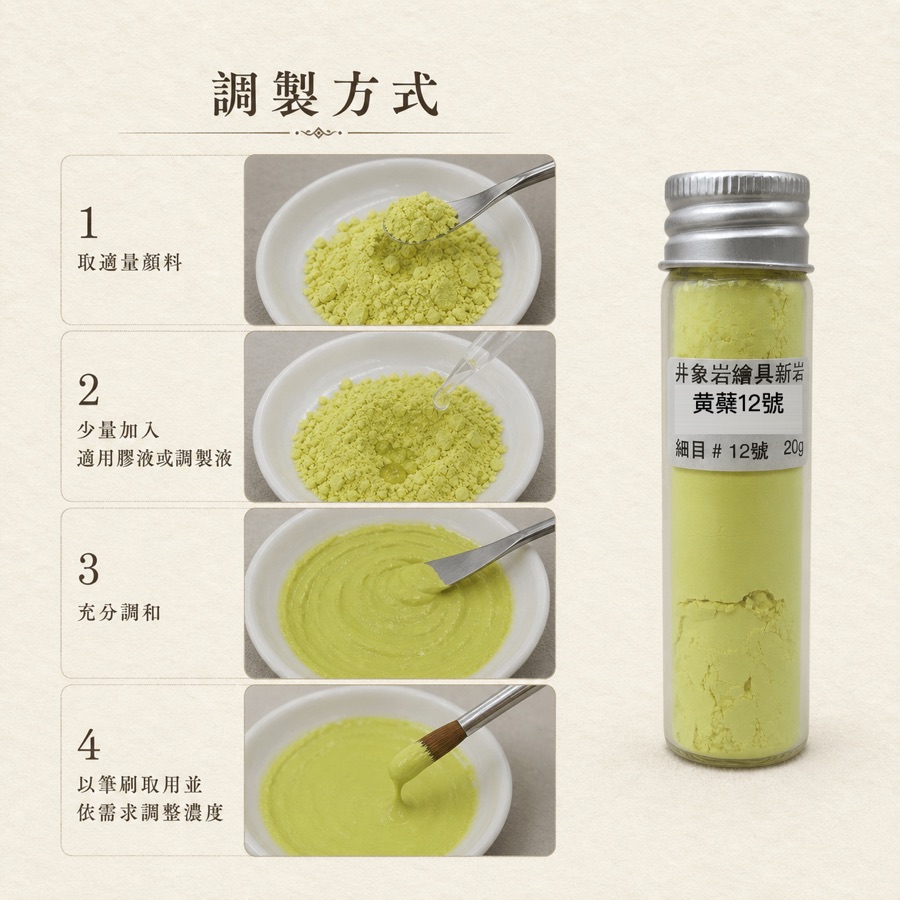 調製方式
1
取適量顏料
2
少量加入
適用膠液或調製液
3
充分調和
4
以筆刷取用並
依需求調整濃度
井象岩繪具新岩
黄蘗12號
細目 # 12號 20g